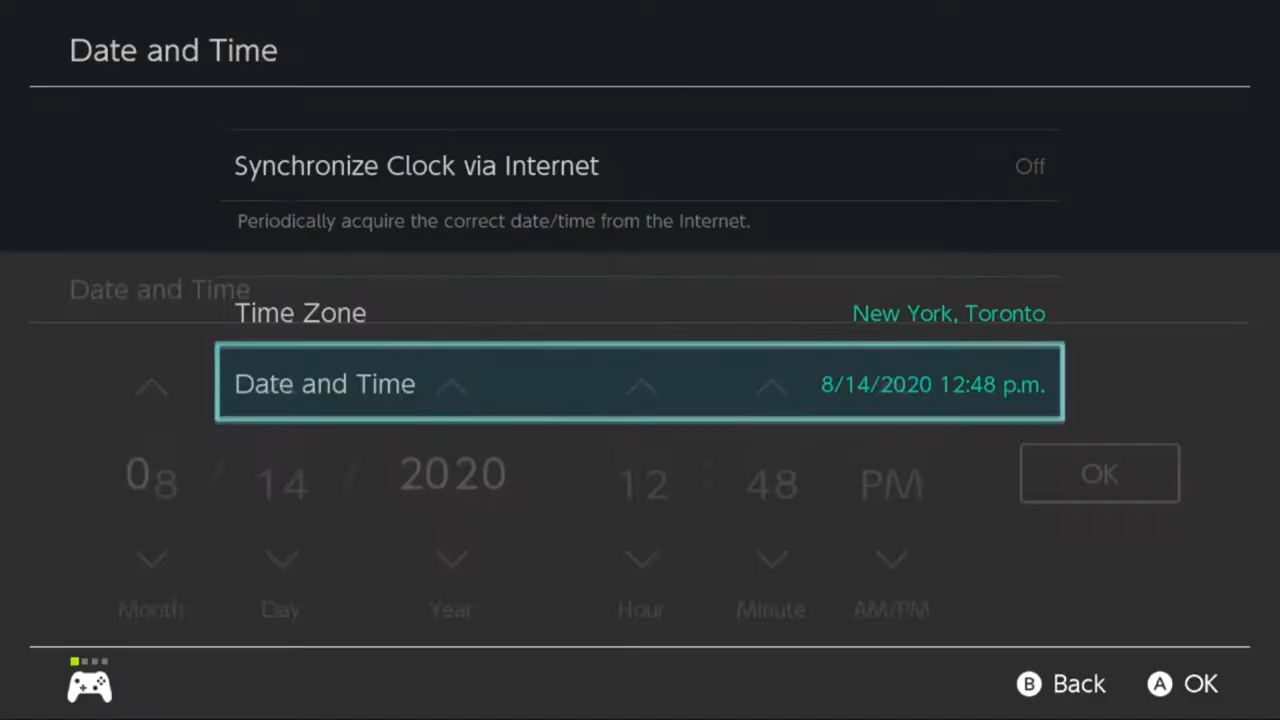 Date and Time
Synchronize Clock via Internet Off
Periodically acquire the correct date/time from the Internet.
Date and Time
Time Zone New York, Toronto
Date and Time 8/14/2020 12:48 p.m.
08 / 14 / 2020 12 : 48 PM OK
Month Day Year Hour Minute AM/PM
B Back A OK